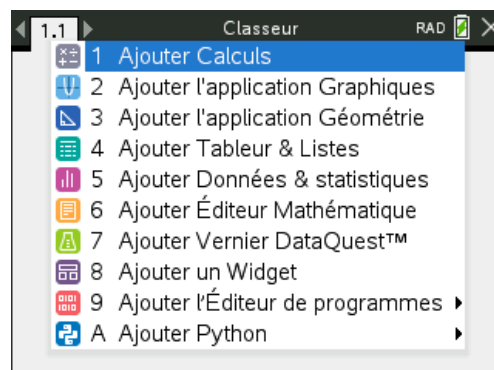 1.1 Classeur RAD
1 Ajouter Calculs
2 Ajouter l'application Graphiques
3 Ajouter l'application Géométrie
4 Ajouter Tableur & Listes
5 Ajouter Données & statistiques
6 Ajouter Éditeur Mathématique
7 Ajouter Vernier DataQuest™
8 Ajouter un Widget
9 Ajouter l'Éditeur de programmes
A Ajouter Python